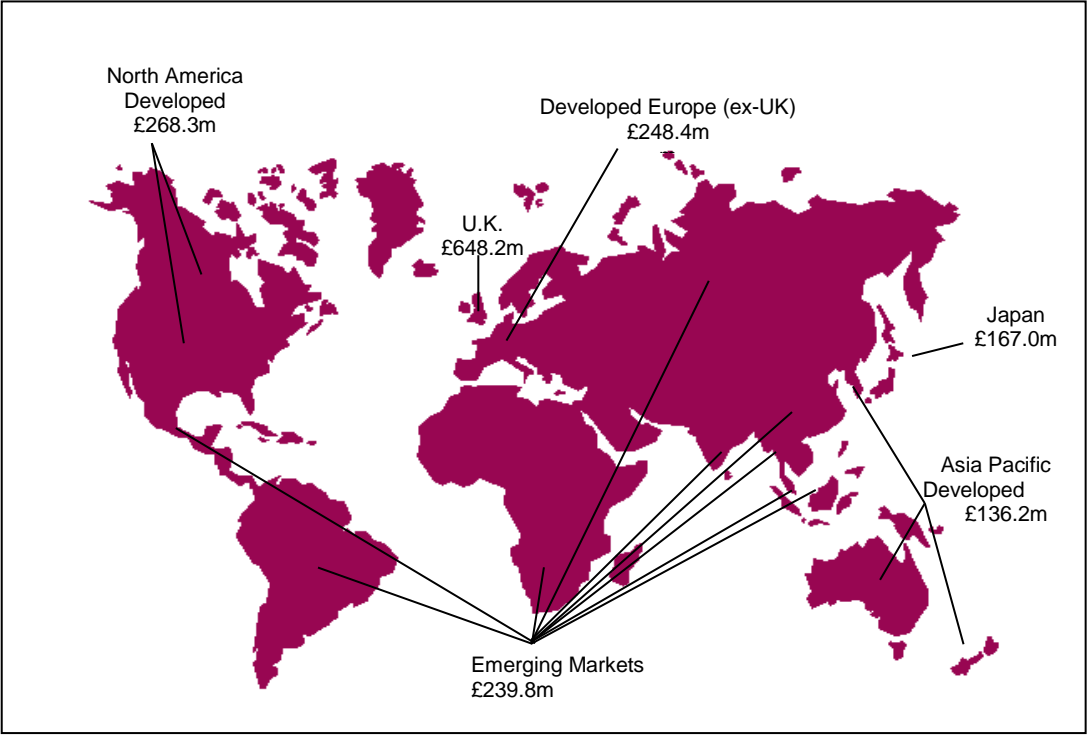 North America
Developed
£268.3m
Developed Europe (ex-UK)
£248.4m
U.K.
£648.2m
Japan
£167.0m
Asia Pacific
Developed
£136.2m
Emerging Markets
£239.8m